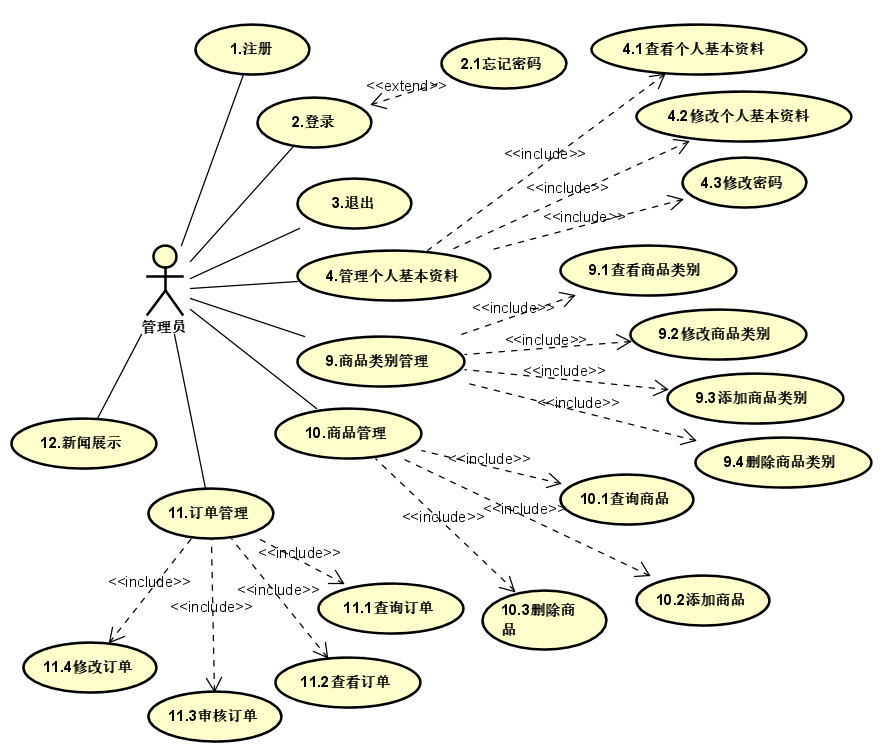 1.注册
2.1忘记密码
4.1查看个人基本资料
<<extend>>
2.登录
4.2修改个人基本资料
<<include>>
<<include>>
4.3修改密码
<<include>>
3.退出
4.管理个人基本资料
9.1查看商品类别
<<include>>
管理员
9.2修改商品类别
<<include>>
9.商品类别管理
<<include>>
9.3添加商品类别
<<include>>
12.新闻展示
10.商品管理
9.4删除商品类别
<<include>>
10.1查询商品
<<include>>
<<include>>
11.订单管理
<<include>>
<<include>>
<<include>>
<<include>>
11.1查询订单
10.2添加商品
10.3删除商
品
11.4修改订单
11.2查看订单
11.3审核订单